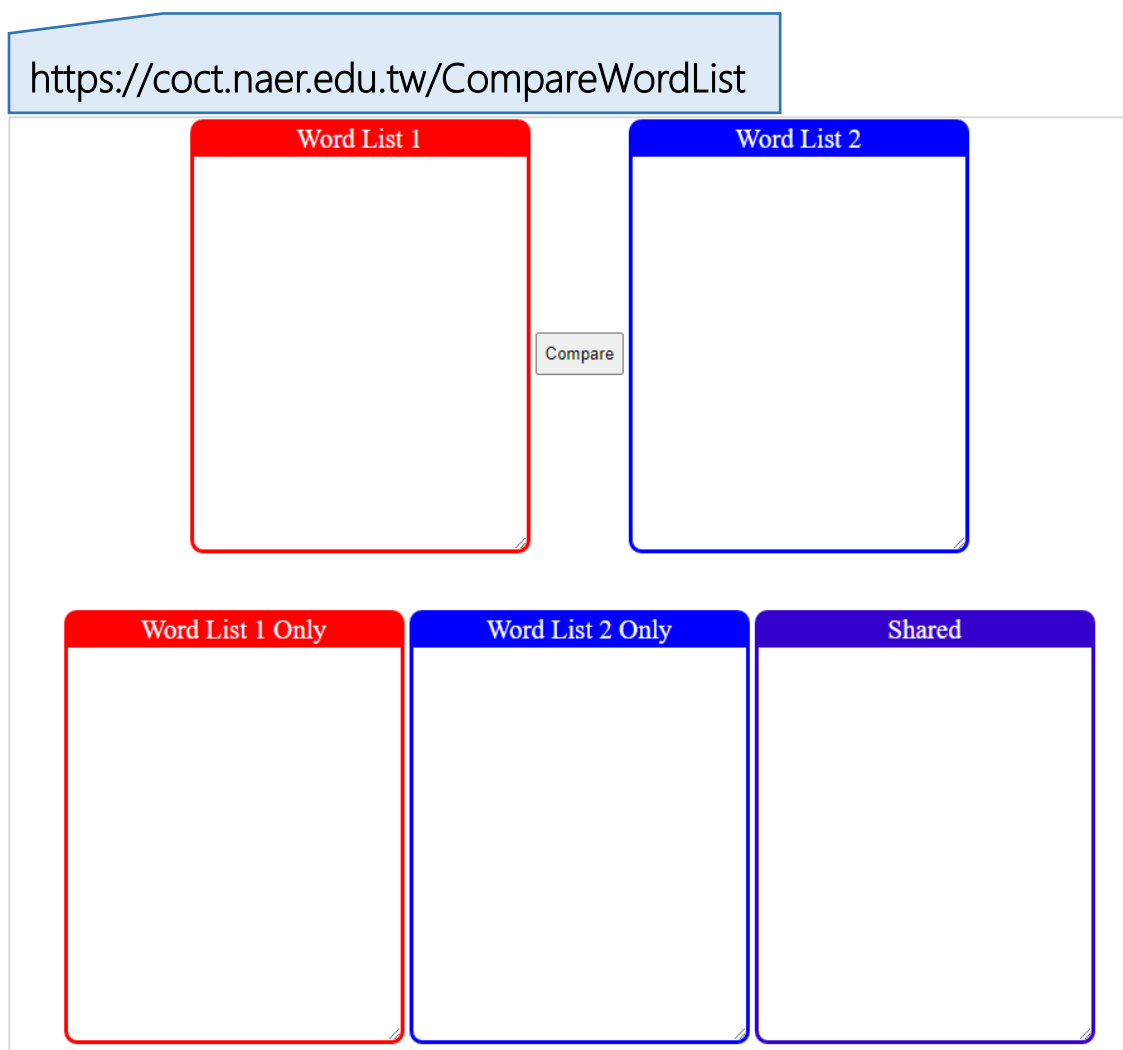 https://coct.naer.edu.tw/CompareWordList
Word List 1
Word List 2
Compare
Word List 1 Only
Word List 2 Only
Shared